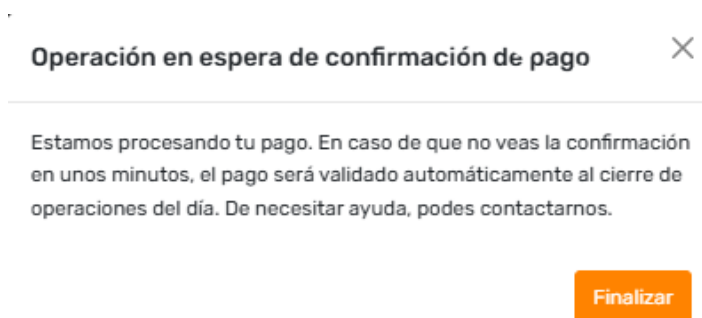 Operación en espera de confirmación de pago
Estamos procesando tu pago. En caso de que no veas la confirmación
en unos minutos, el pago será validado automáticamente al cierre de
operaciones del día. De necesitar ayuda, podes contactarnos.
Finalizar